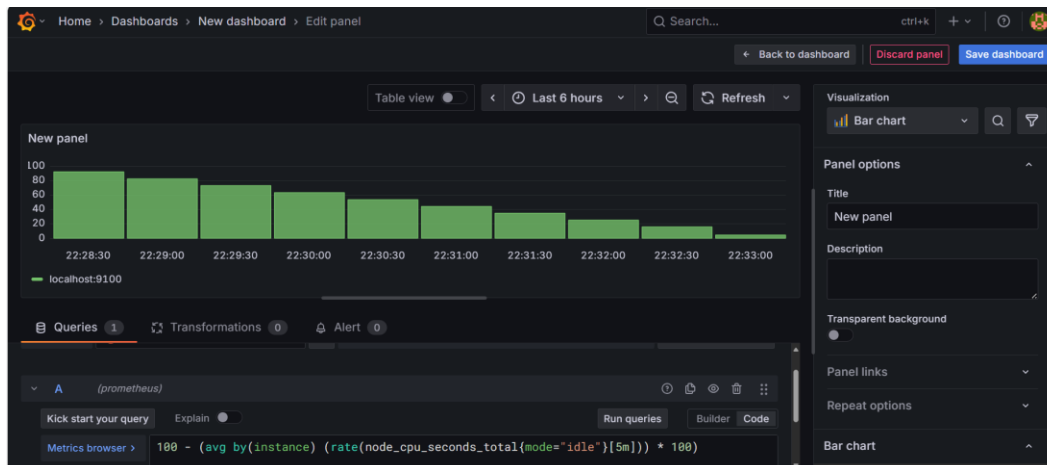 Home › Dashboards › New dashboard › Edit panel
Search...
ctrl+k
Back to dashboard
Discard panel
Save dashboard
Table view
Last 6 hours
Refresh
New panel
100
80
60
40
20
0
22:28:30 22:29:00 22:29:30 22:30:00 22:30:30 22:31:00 22:31:30 22:32:00 22:32:30 22:33:00
localhost:9100
Visualization
Bar chart
Panel options
Title
New panel
Description
Transparent background
Panel links
Repeat options
Bar chart
Queries 1 Transformations 0 Alert 0
A (prometheus)
Kick start your query Explain Run queries Builder Code
Metrics browser > 100 - (avg by(instance) (rate(node_cpu_seconds_total{mode="idle"}[5m])) * 100)